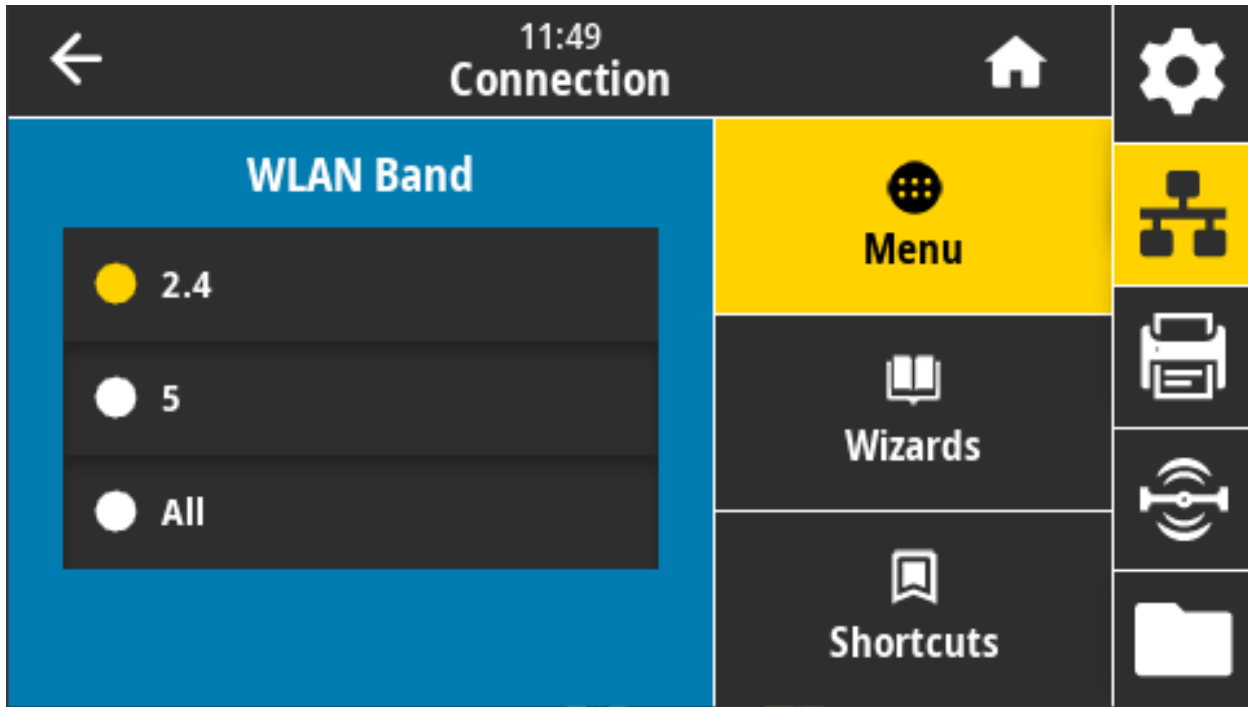 11:49
Connection
WLAN Band
2.4
5
All
Menu
Wizards
Shortcuts